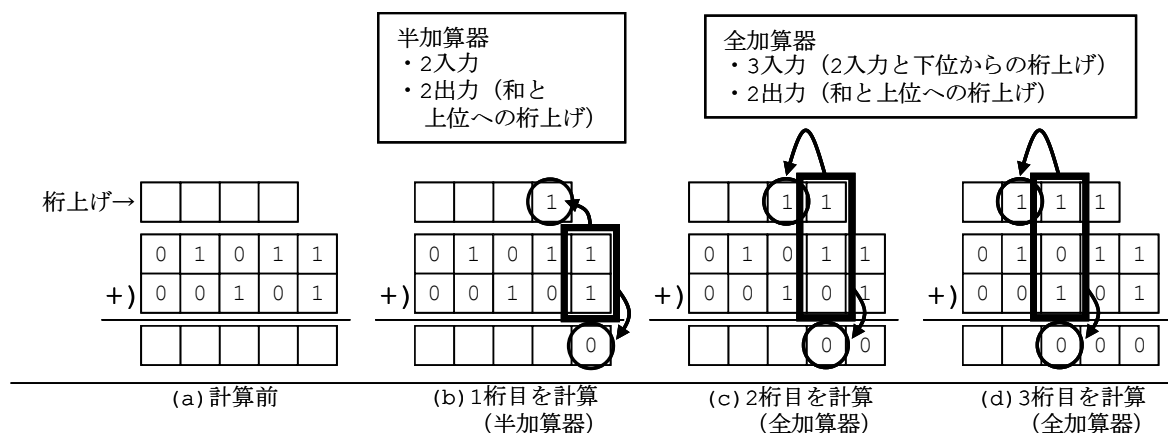 半加算器
・2入力
・2出力（和と
上位への桁上げ）
全加算器
・3入力（2入力と下位からの桁上げ）
・2出力（和と上位への桁上げ）
桁上げ→
0 1 0 1 1
+) 0 0 1 0 1
(a)計算前
1
0 1 0 1 1
+) 0 0 1 0 1
0
(b)1桁目を計算
（半加算器）
1 1
0 1 0 1 1
+) 0 0 1 0 1
0 0
(c)2桁目を計算
（全加算器）
1 1 1
0 1 0 1 1
+) 0 0 1 0 1
0 0 0
(d)3桁目を計算
（全加算器）